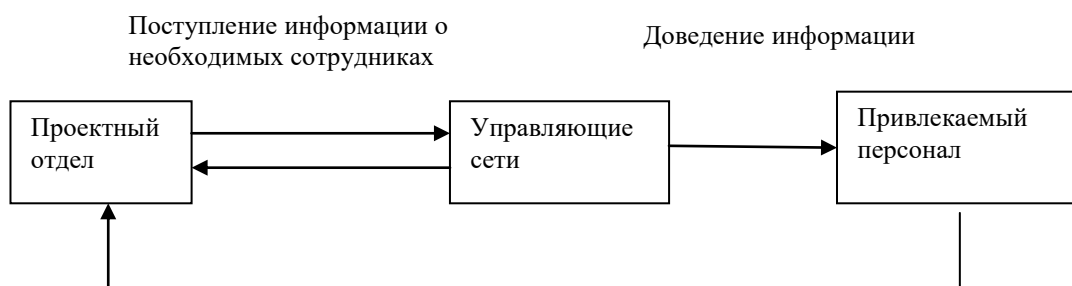 Поступление информации о
необходимых сотрудниках
Доведение информации
Проектный
отдел
Управляющие
сети
Привлекаемый
персонал